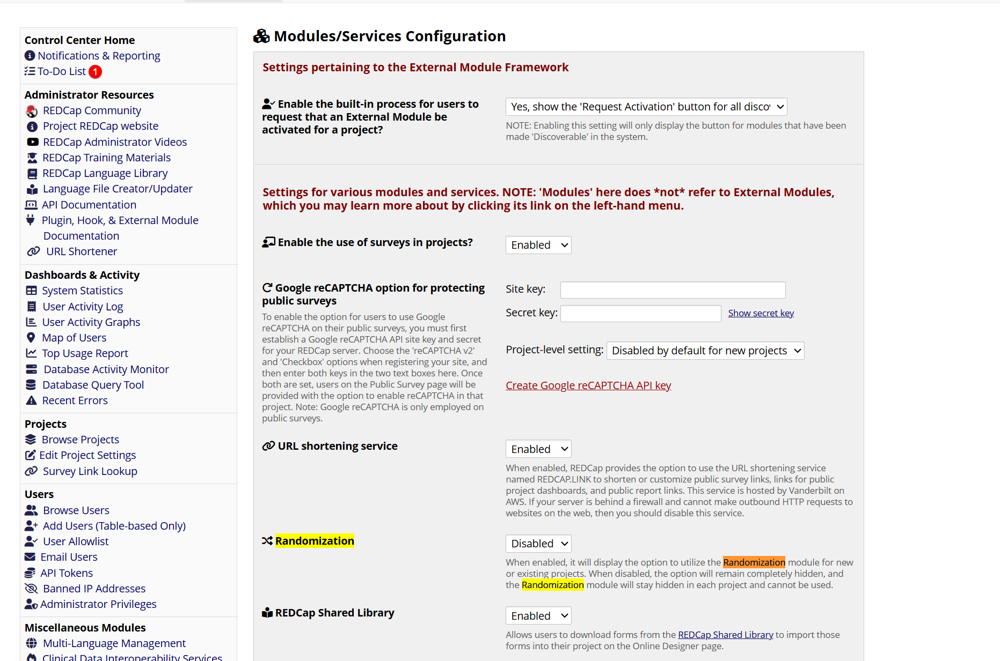 Control Center Home
Notifications & Reporting
To-Do List 1
Administrator Resources
REDCap Community
Project REDCap website
REDCap Administrator Videos
REDCap Training Materials
REDCap Language Library
Language File Creator/Updater
API Documentation
Plugin, Hook, & External Module
Documentation
URL Shortener
Dashboards & Activity
System Statistics
User Activity Log
User Activity Graphs
Map of Users
Top Usage Report
Database Activity Monitor
Database Query Tool
Recent Errors
Projects
Browse Projects
Edit Project Settings
Survey Link Lookup
Users
Browse Users
Add Users (Table-based Only)
User Allowlist
Email Users
API Tokens
Banned IP Addresses
Administrator Privileges
Miscellaneous Modules
Multi-Language Management
Clinical Data Interoperability Services
Modules/Services Configuration
Settings pertaining to the External Module Framework
Enable the built-in process for users to
request that an External Module be
activated for a project?
Yes, show the 'Request Activation' button for all disco
NOTE: Enabling this setting will only display the button for modules that have been
made 'Discoverable' in the system.
Settings for various modules and services. NOTE: 'Modules' here does *not* refer to External Modules,
which you may learn more about by clicking its link on the left-hand menu.
Enable the use of surveys in projects?
Enabled
Google reCAPTCHA option for protecting
public surveys
To enable the option for users to use Google
reCAPTCHA on their public surveys, you must first
establish a Google reCAPTCHA API site key and secret
for your REDCap server. Choose the 'reCAPTCHA v2'
and 'Checkbox' options when registering your site, and
then enter both keys in the two text boxes here. Once
both are set, users on the Public Survey page will be
provided with the option to enable reCAPTCHA in that
project. Note: Google reCAPTCHA is only employed on
public surveys.
Site key:
Secret key: Show secret key
Project-level setting: Disabled by default for new projects
Create Google reCAPTCHA API key
URL shortening service
Enabled
When enabled, REDCap provides the option to use the URL shortening service
named REDCAP.LINK to shorten or customize public survey links, links for public
project dashboards, and public report links. This service is hosted by Vanderbilt on
AWS. If your server is behind a firewall and cannot make outbound HTTP requests to
websites on the web, then you should disable this service.
Randomization
Disabled
When enabled, it will display the option to utilize the Randomization module for new
or existing projects. When disabled, the option will remain completely hidden, and
the Randomization module will stay hidden in each project and cannot be used.
REDCap Shared Library
Enabled
Allows users to download forms from the REDCap Shared Library to import those
forms into their project on the Online Designer page.